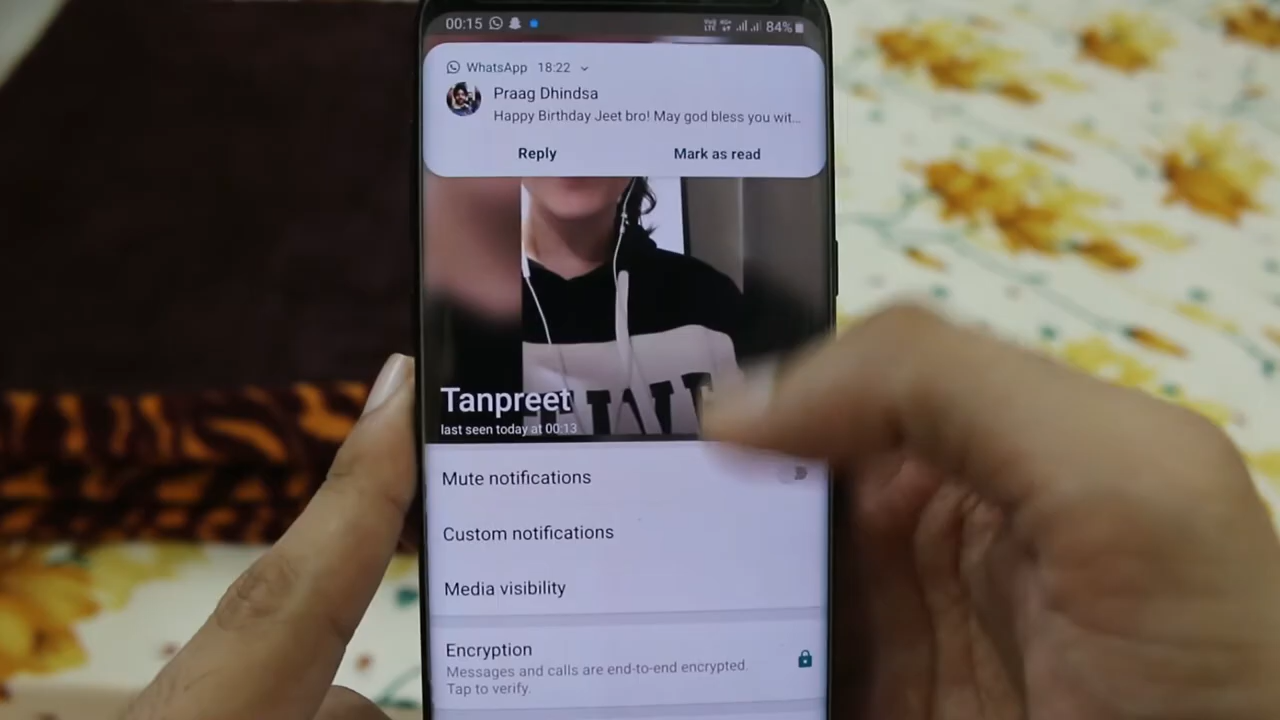 00:15 84%
WhatsApp 18:22
Praag Dhindsa
Happy Birthday Jeet bro! May god bless you wit...
Reply Mark as read
Tanpreet
last seen today at 00:13
Mute notifications
Custom notifications
Media visibility
Encryption
Messages and calls are end-to-end encrypted.
Tap to verify.